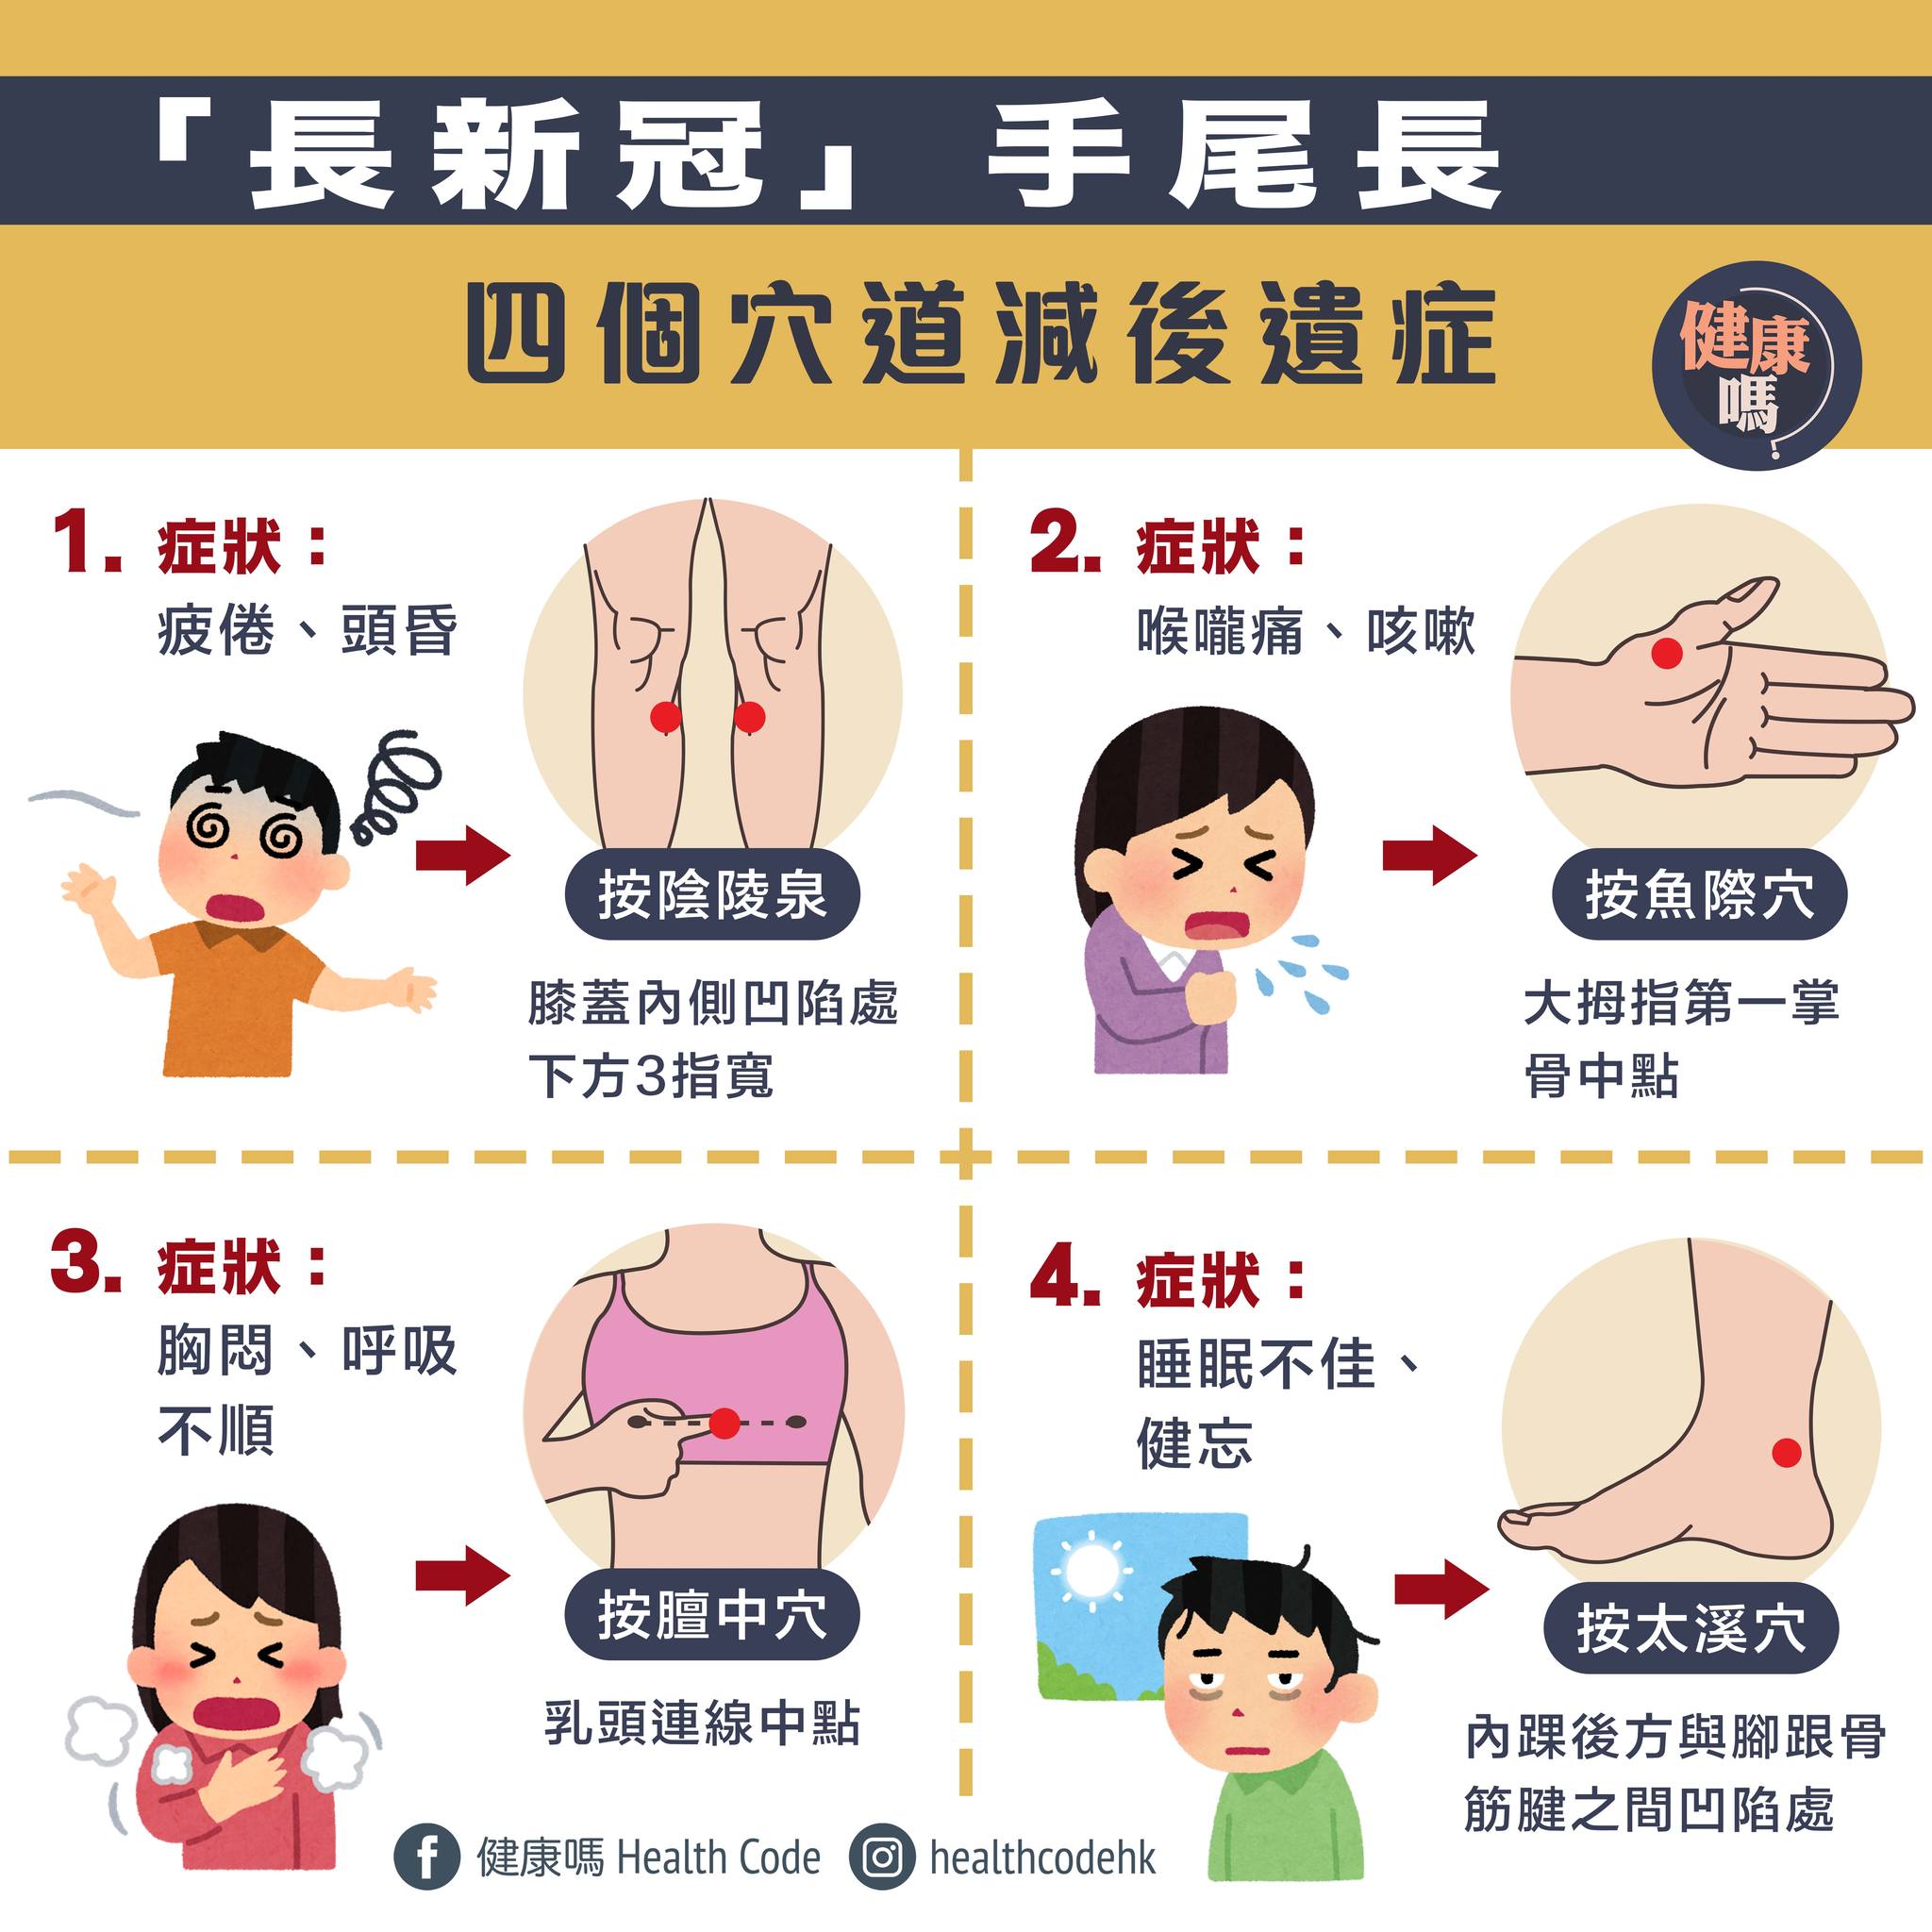 「長新冠」 手尾長
四個穴道減後遺症
健康
嗎?
1. 症狀：
疲倦、頭昏
按陰陵泉
膝蓋內側凹陷處
下方3指寬
2. 症狀：
喉嚨痛、咳嗽
按魚際穴
大拇指第一掌
骨中點
3. 症狀：
胸悶、呼吸
不順
按膻中穴
乳頭連線中點
4. 症狀：
睡眠不佳、
健忘
按太溪穴
內踝後方與腳跟骨
筋腱之間凹陷處
健康嗎 Health Code healthcodehk